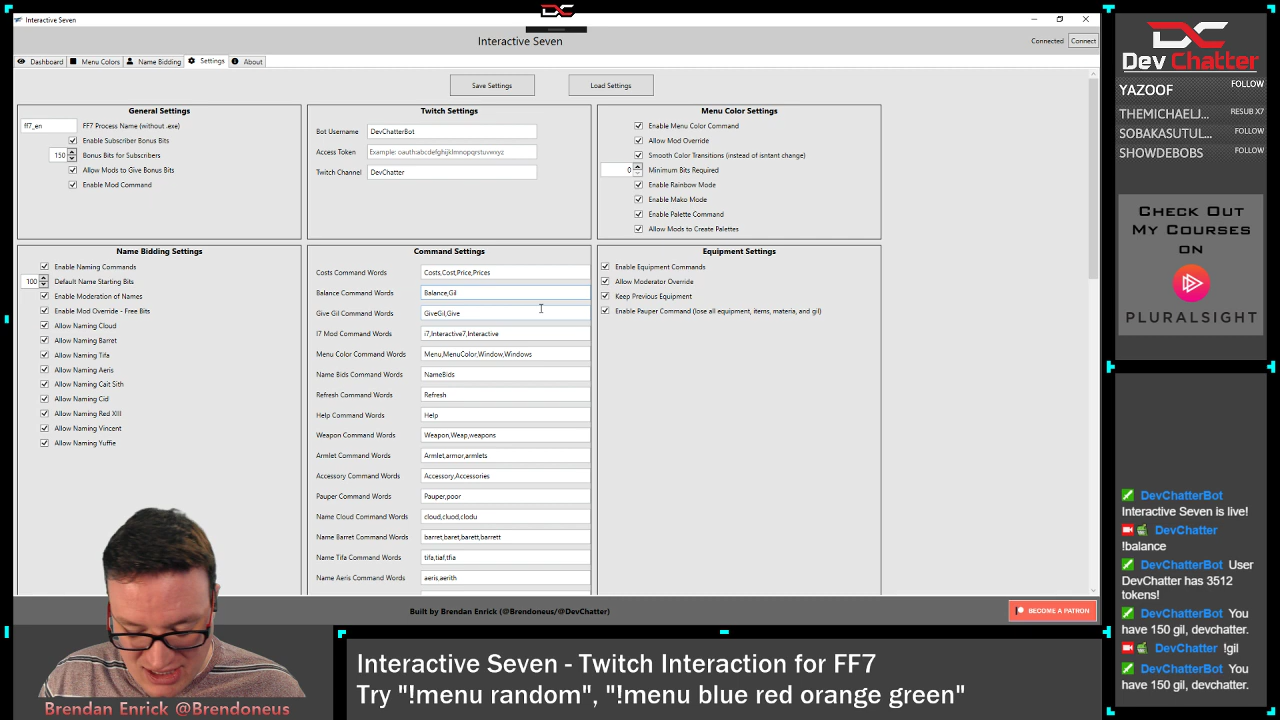 Interactive Seven
Interactive Seven
Connected
Connect
Dashboard
Menu Colors
Name Bidding
Settings
About
Save Settings
Load Settings
General Settings
ff7_en
FF7 Process Name (without .exe)
Enable Subscriber Bonus Bits
150
Bonus Bits for Subscribers
Allow Mods to Give Bonus Bits
Enable Mod Command
Twitch Settings
Bot Username
DevChatterBot
Access Token
Example: oauth:abcdefghijklmnopqrstuvwxyz
Twitch Channel
DevChatter
Menu Color Settings
Enable Menu Color Command
Allow Mod Override
Smooth Color Transitions (instead of isntant change)
0
Minimum Bits Required
Enable Rainbow Mode
Enable Mako Mode
Enable Palette Command
Allow Mods to Create Palettes
Name Bidding Settings
Enable Naming Commands
100
Default Name Starting Bits
Enable Moderation of Names
Enable Mod Override - Free Bits
Allow Naming Cloud
Allow Naming Barret
Allow Naming Tifa
Allow Naming Aeris
Allow Naming Cait Sith
Allow Naming Cid
Allow Naming Red XIII
Allow Naming Vincent
Allow Naming Yuffie
Command Settings
Costs Command Words
Costs,Cost,Price,Prices
Balance Command Words
Balance,Gil
Give Gil Command Words
GiveGil,Give
I7 Mod Command Words
i7,Interactive7,Interactive
Menu Color Command Words
Menu,MenuColor,Window,Windows
Name Bids Command Words
NameBids
Refresh Command Words
Refresh
Help Command Words
Help
Weapon Command Words
Weapon,Weap,weapons
Armlet Command Words
Armlet,armor,armlets
Accessory Command Words
Accessory,Accessories
Pauper Command Words
Pauper,poor
Name Cloud Command Words
cloud,cluod,clodu
Name Barret Command Words
barret,baret,barett,barrett
Name Tifa Command Words
tifa,tiaf,tfia
Name Aeris Command Words
aeris,aerith
Equipment Settings
Enable Equipment Commands
Allow Moderator Override
Keep Previous Equipment
Enable Pauper Command (lose all equipment, items, materia, and gil)
Built by Brendan Enrick (@Brendoneus/@DevChatter)
BECOME A PATRON
Dev Chatter
YAZOOF FOLLOW
THEMICHAELJ... RESUB X7
SOBAKASUTUL... FOLLOW
SHOWDEBOBS FOLLOW
CHECK OUT
MY COURSES
ON
PLURALSIGHT
DevChatterBot
Interactive Seven is live!
DevChatter
!balance
DevChatterBot User
DevChatter has 3512
tokens!
DevChatterBot You
have 150 gil, devchatter.
DevChatter !gil
DevChatterBot You
have 150 gil, devchatter.
Brendan Enrick @Brendoneus
Interactive Seven - Twitch Interaction for FF7
Try "!menu random", "!menu blue red orange green"